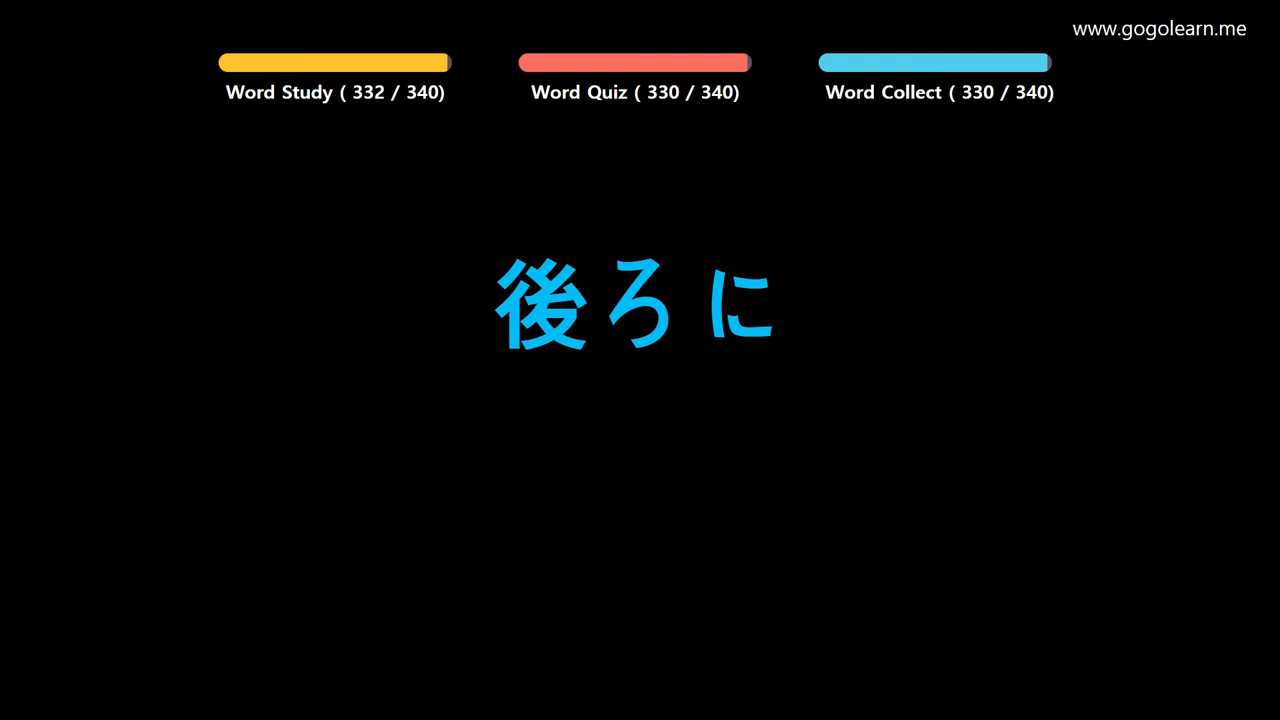 www.gogolearn.me
Word Study ( 332 / 340)
Word Quiz ( 330 / 340)
Word Collect ( 330 / 340)
後ろに